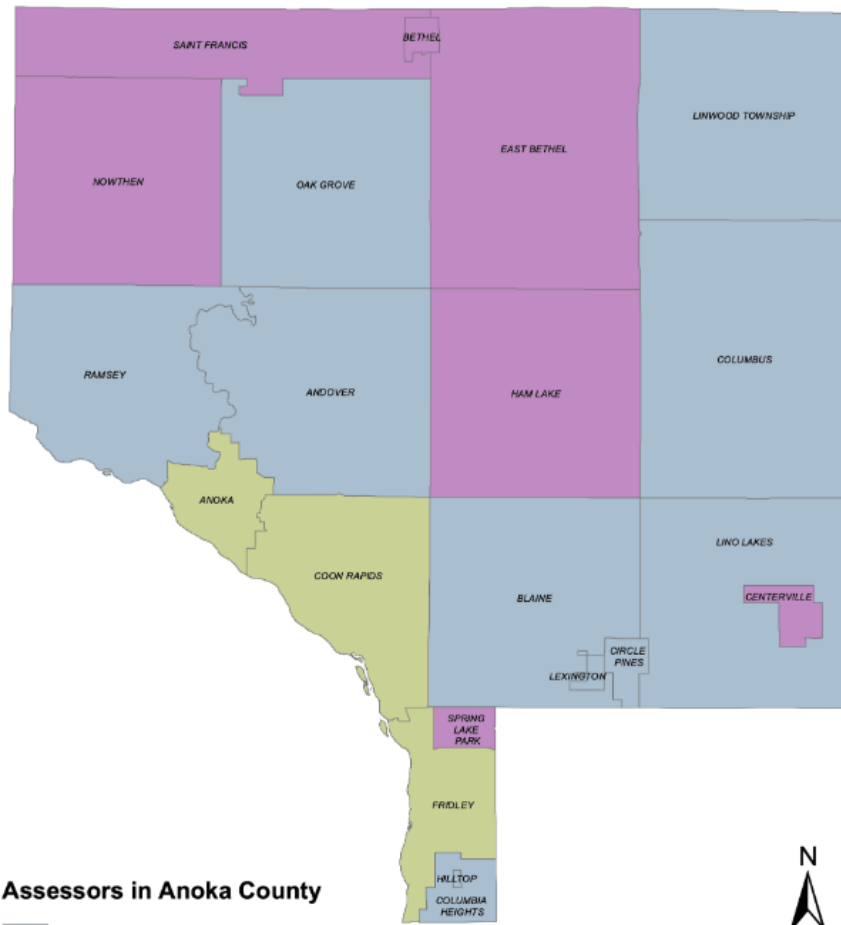 SAINT FRANCIS
BETHEL
LINWOOD TOWNSHIP
EAST BETHEL
NOWTHEN
OAK GROVE
COLUMBUS
RAMSEY
ANDOVER
HAM LAKE
ANOKA
LINO LAKES
COON RAPIDS
BLAINE
CENTERVILLE
CIRCLE
PINES
LEXINGTON
SPRING
LAKE
PARK
FRIDLEY
HILLTOP
COLUMBIA
HEIGHTS
N
Assessors in Anoka County